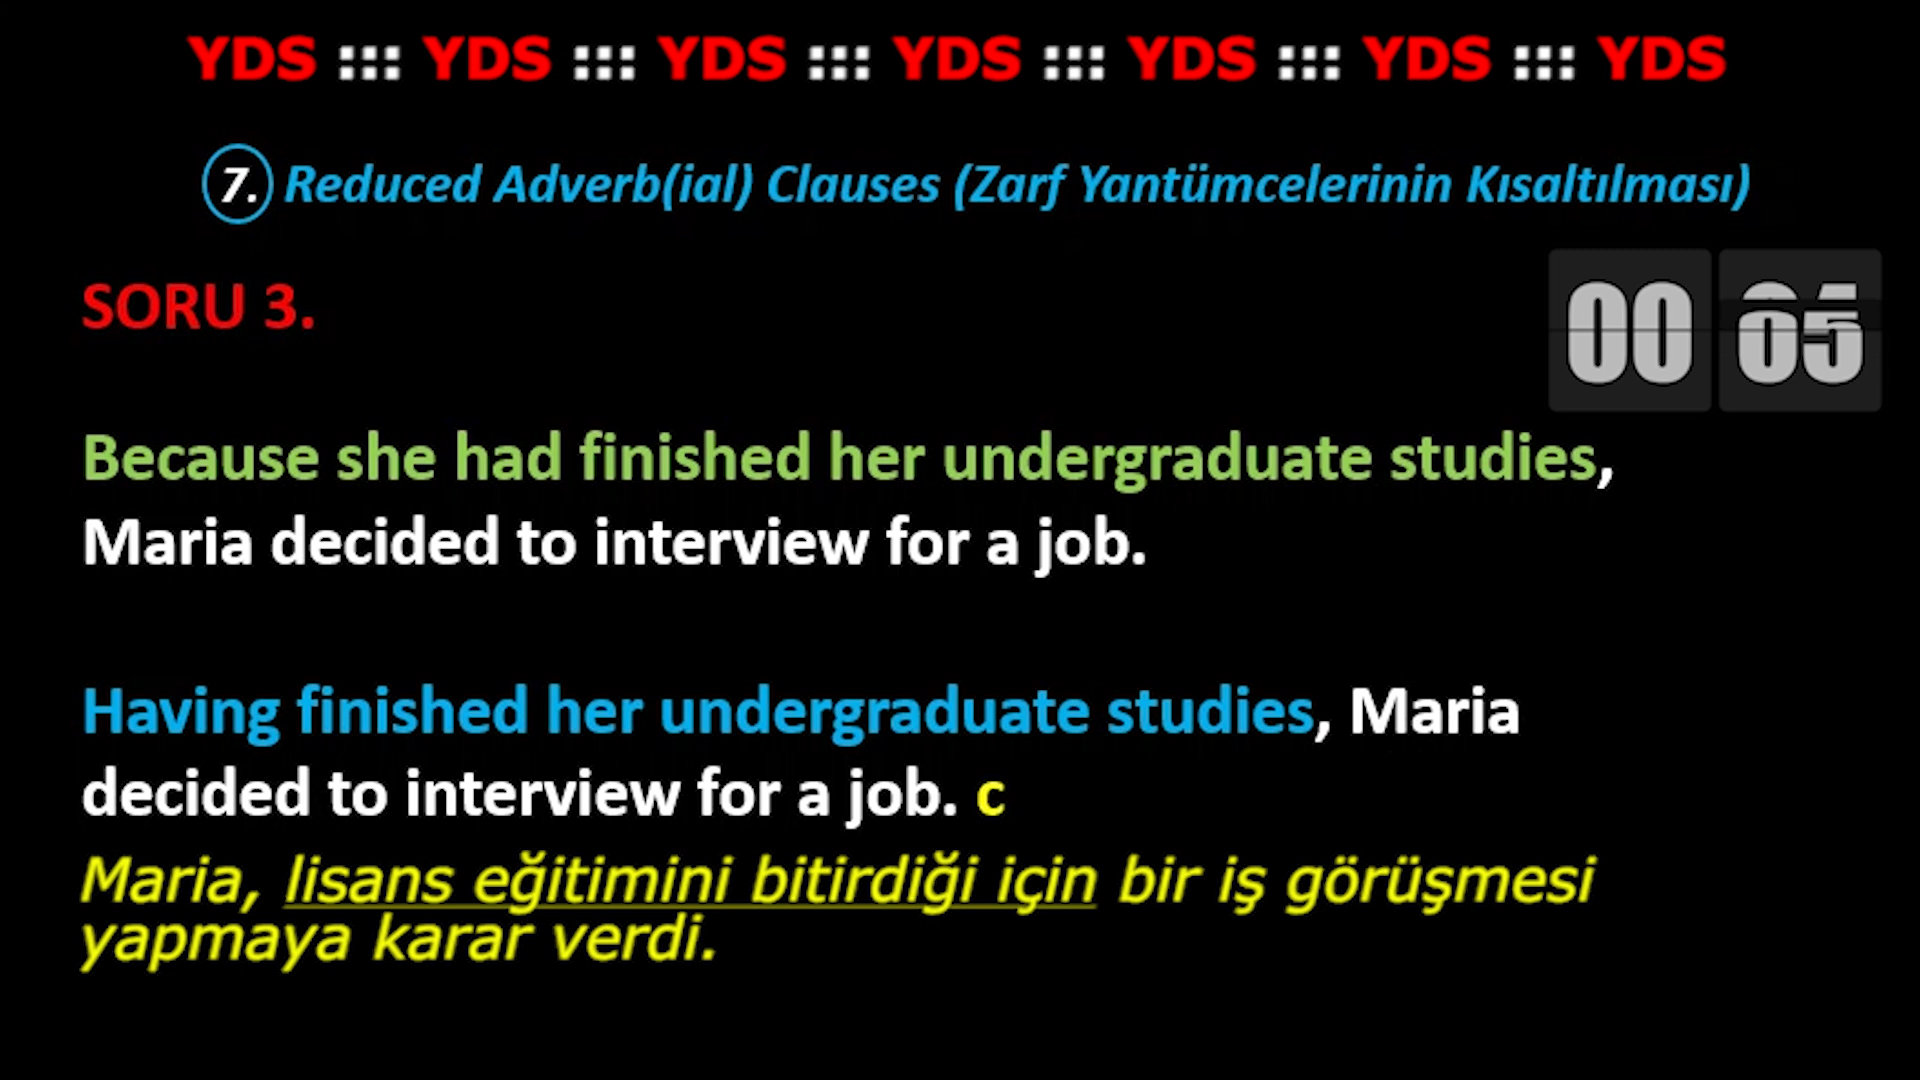 YDS ::: YDS ::: YDS ::: YDS ::: YDS ::: YDS ::: YDS
7. Reduced Adverb(ial) Clauses (Zarf Yantümcelerinin Kısaltılması)
SORU 3.
00 05
Because she had finished her undergraduate studies,
Maria decided to interview for a job.
Having finished her undergraduate studies, Maria
decided to interview for a job. c
Maria, lisans eğitimini bitirdiği için bir iş görüşmesi
yapmaya karar verdi.